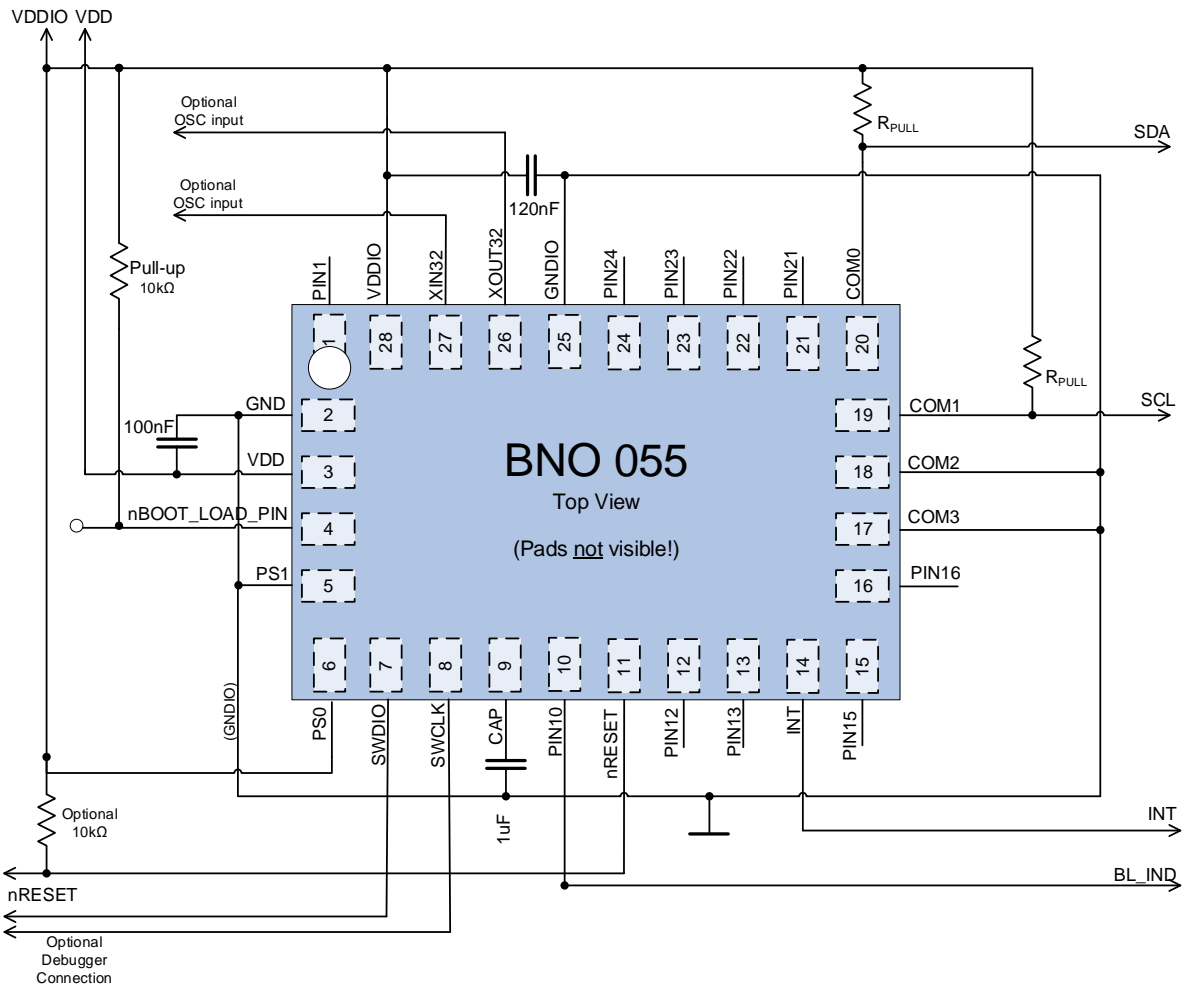 VDDIO VDD
Optional
OSC input
RPULL
SDA
Optional
OSC input
120nF
Pull-up
10kΩ
PIN1
VDDIO
XIN32
XOUT32
GNDIO
PIN24
PIN23
PIN22
PIN21
COM0
1
28
27
26
25
24
23
22
21
20
RPULL
GND
2
19
COM1
SCL
100nF
VDD
3
BNO 055
18
COM2
Top View
nBOOT_LOAD_PIN
4
17
COM3
(Pads not visible!)
PS1
5
16
PIN16
6
7
8
9
10
11
12
13
14
15
(GNDIO)
PS0
SWDIO
SWCLK
CAP
PIN10
nRESET
PIN12
PIN13
INT
PIN15
Optional
10kΩ
1uF
INT
BL_IND
nRESET
Optional
Debugger
Connection